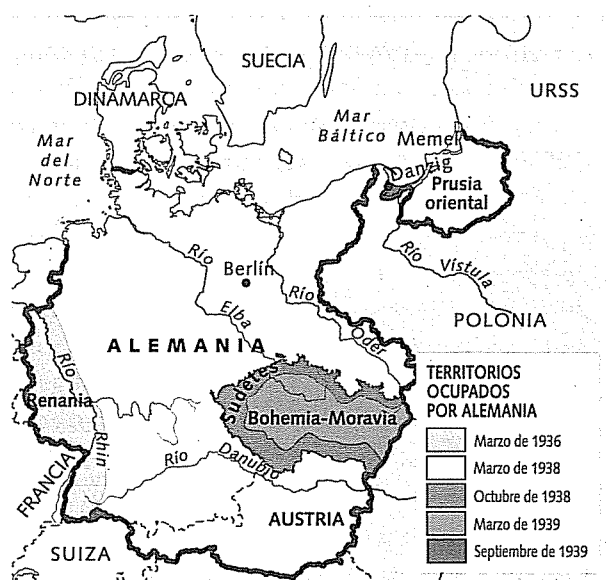 SUECIA
URSS
DINAMARCA
Mar
Báltico
Memel
Mar
del
Norte
Danzig
Prusia
oriental
Río
Vístula
Río
Elba
Berlín
Río
Oder
POLONIA
ALEMANIA
Río
Rhin
Renania
Sudetes
Bohemia-Moravia
Río
Danubio
FRANCIA
AUSTRIA
SUIZA
TERRITORIOS
OCUPADOS
POR ALEMANIA
Marzo de 1936
Marzo de 1938
Octubre de 1938
Marzo de 1939
Septiembre de 1939